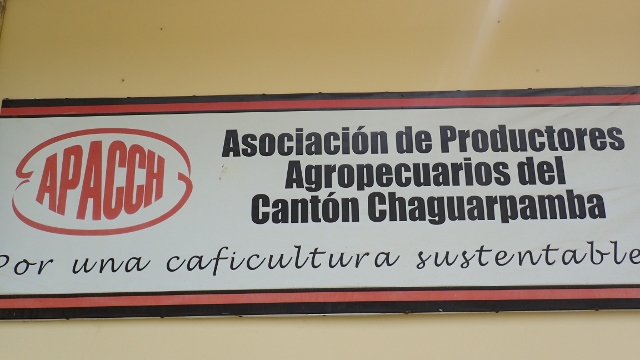 APACCH
Asociación de Productores
Agropecuarios del
Cantón Chaguarpamba
Por una caficultura sustentable